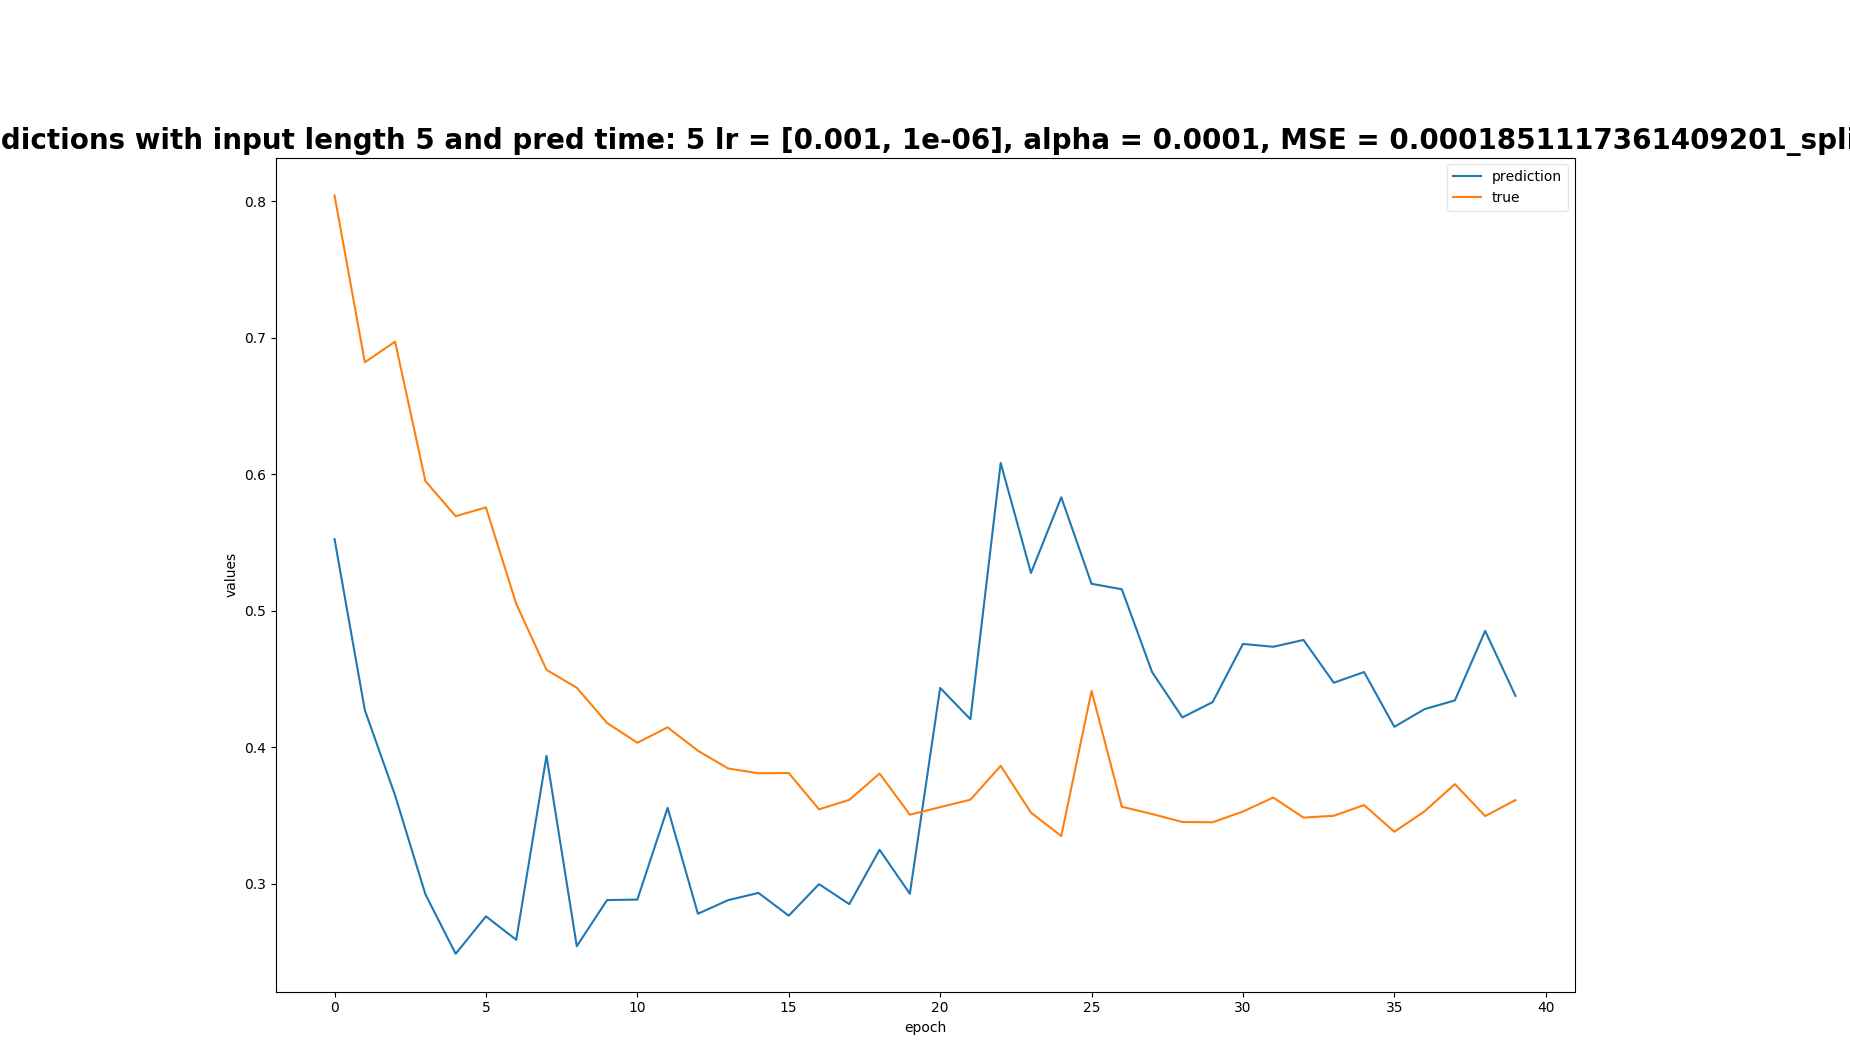 dictions with input length 5 and pred time: 5 lr = [0.001, 1e-06], alpha = 0.0001, MSE = 0.0001851117361409201_spli
prediction
true
0.8
0.7
0.6
0.5
0.4
0.3
values
0 5 10 15 20 25 30 35 40
epoch